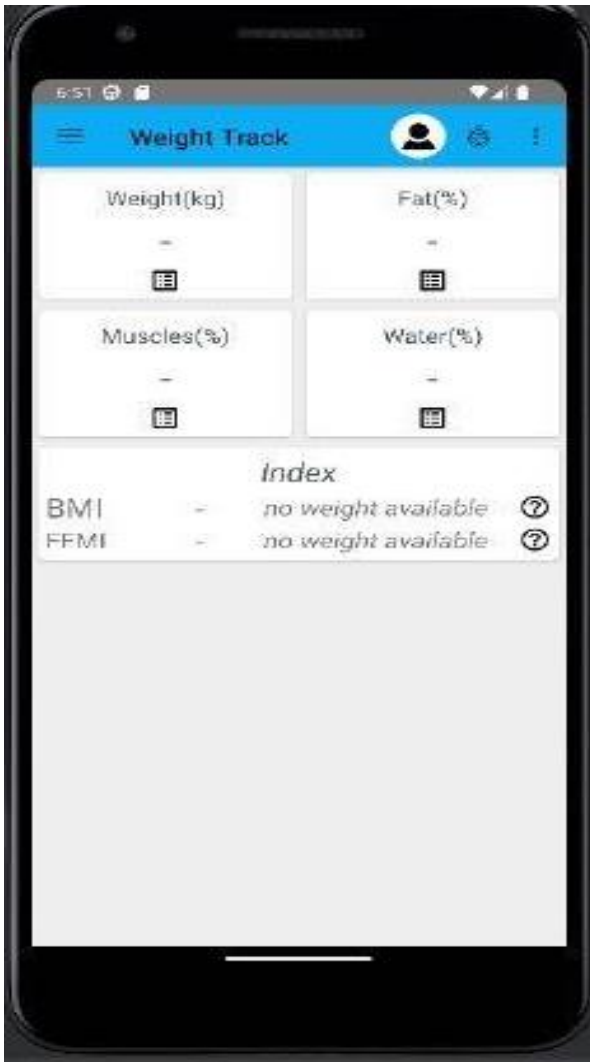 6:51
Weight Track
Weight(kg) Fat(%)
- -
Muscles(%) Water(%)
- -
Index
BMI - no weight available ?
FFMI - no weight available ?